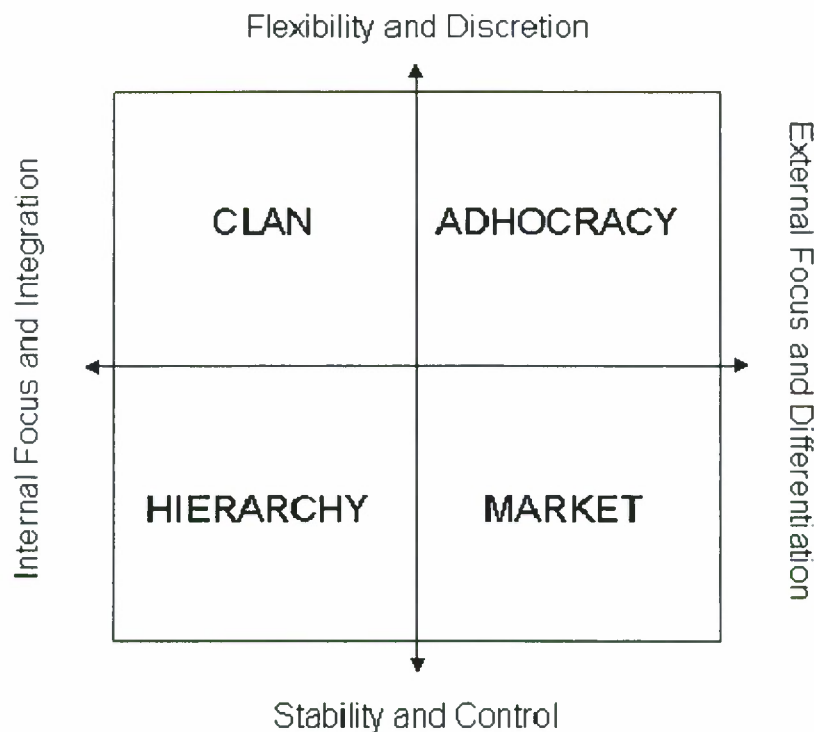 Flexibility and Discretion
Internal Focus and Integration
CLAN
ADHOCRACY
External Focus and Differentiation
HIERARCHY
MARKET
Stability and Control